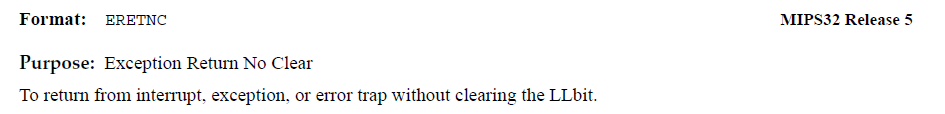 Format: ERETNC MIPS32 Release 5
Purpose: Exception Return No Clear
To return from interrupt, exception, or error trap without clearing the LLbit.